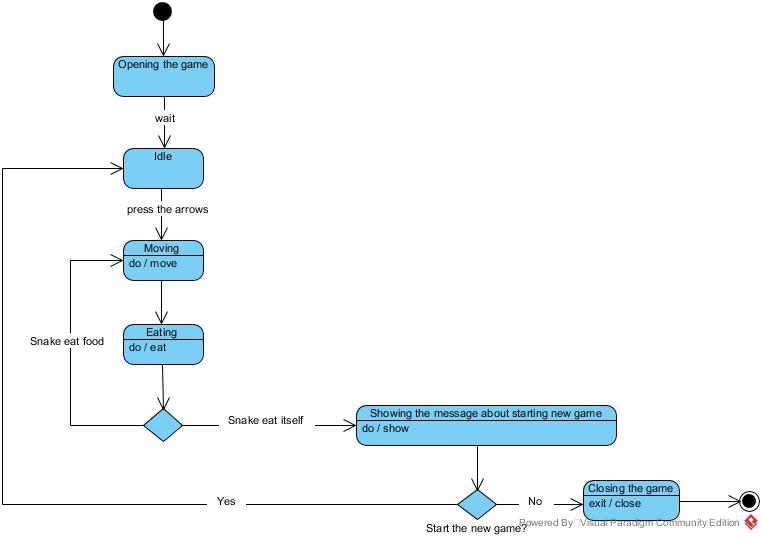 Opening the game
wait
Idle
press the arrows
Moving
do / move
Eating
do / eat
Snake eat food
Snake eat itself
Showing the message about starting new game
do / show
Yes
No
Closing the game
exit / close
Start the new game?
Powered By Visual Paradigm Community Edition